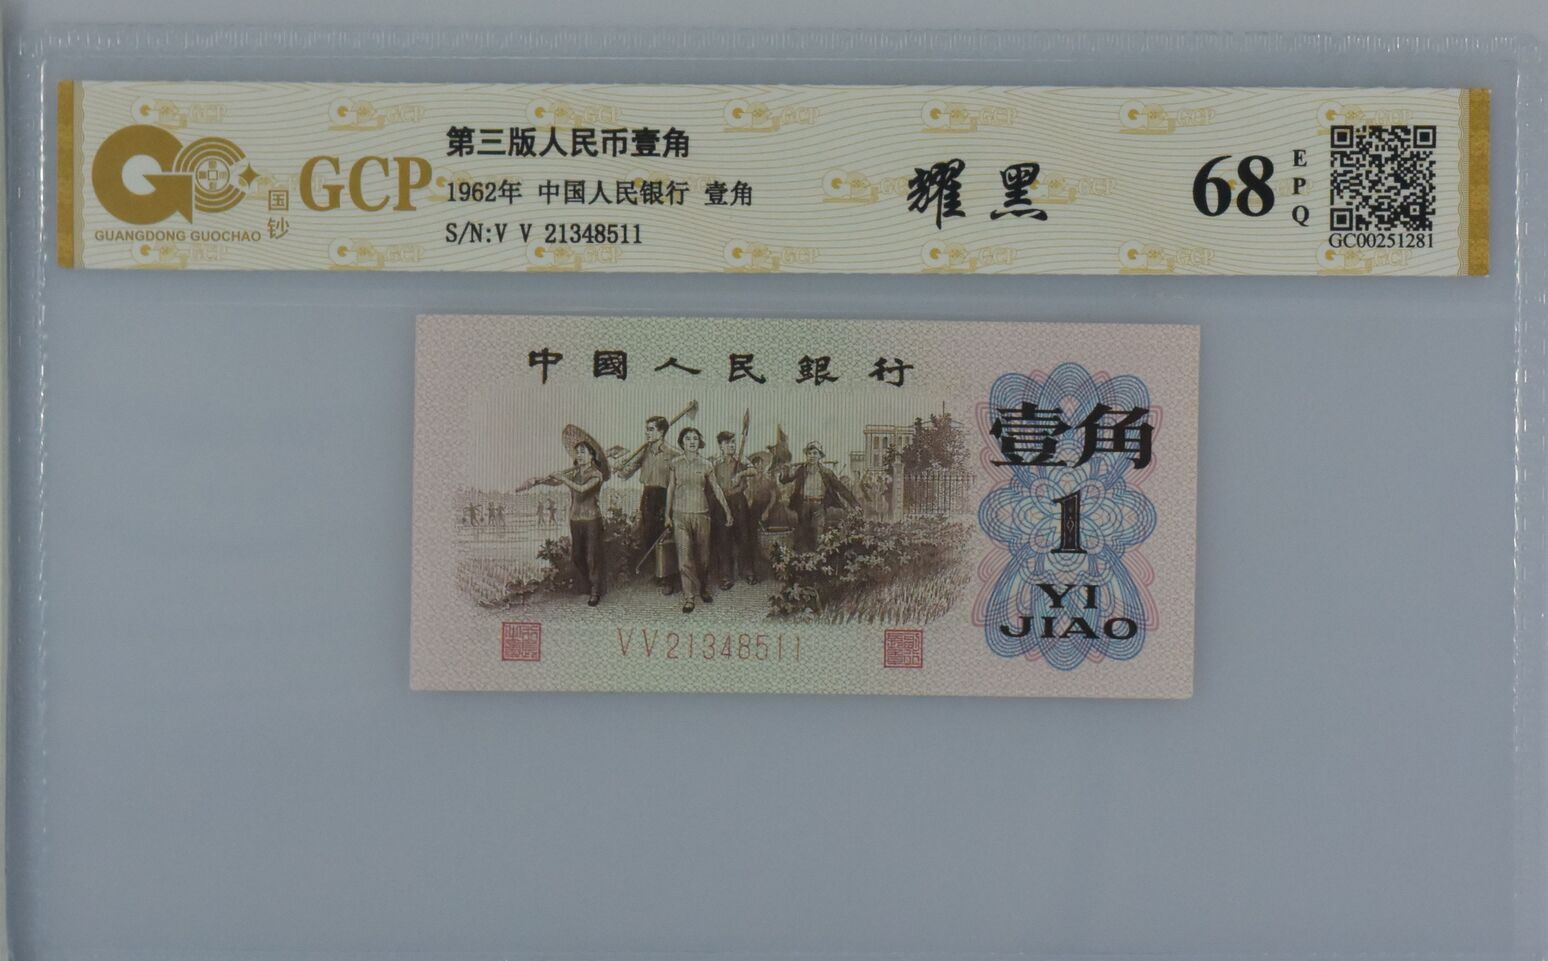 GUANGDONG GUOCHAO
国钞
GCP
第三版人民币壹角
1962年 中国人民银行 壹角
S/N:V V 21348511
耀黑
68
EPQ
GC00251281
中國人民銀行
壹角
1
YI
JIAO
VV21348511